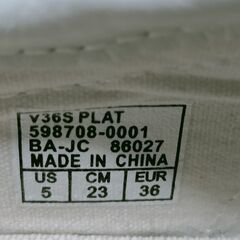 V36S PLAT
598708-0001
BA-JC 86027
MADE IN CHINA
US CM EUR
5 23 36